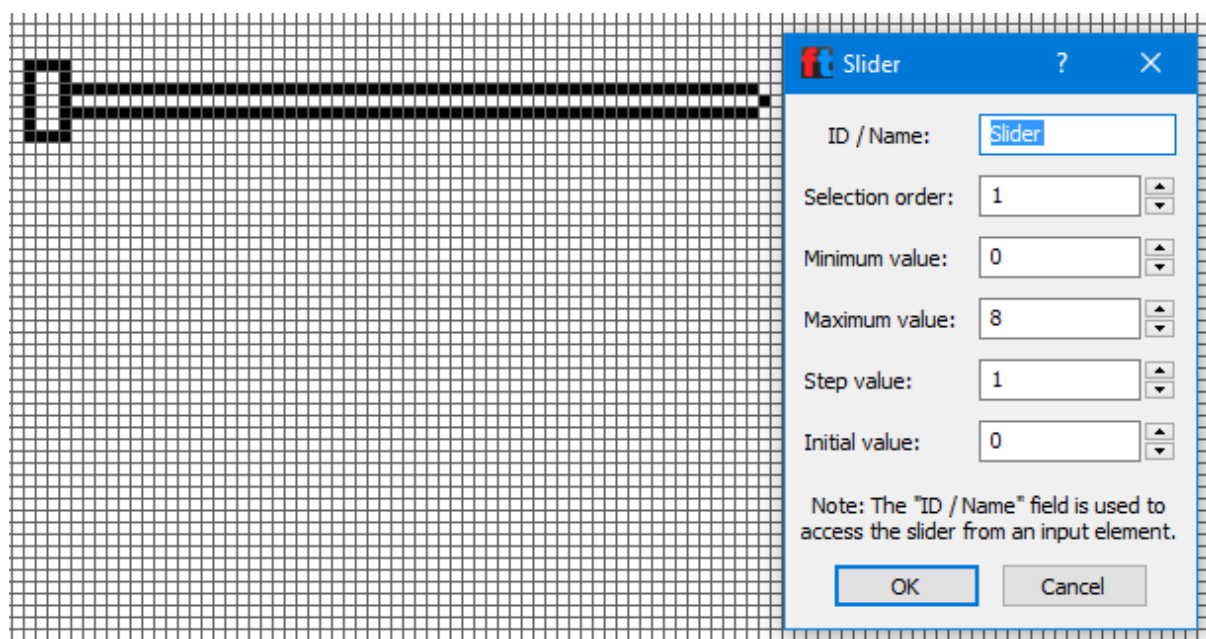 ft Slider ?
ID / Name: Slider
Selection order: 1
Minimum value: 0
Maximum value: 8
Step value: 1
Initial value: 0
Note: The "ID / Name" field is used to
access the slider from an input element.
OK Cancel